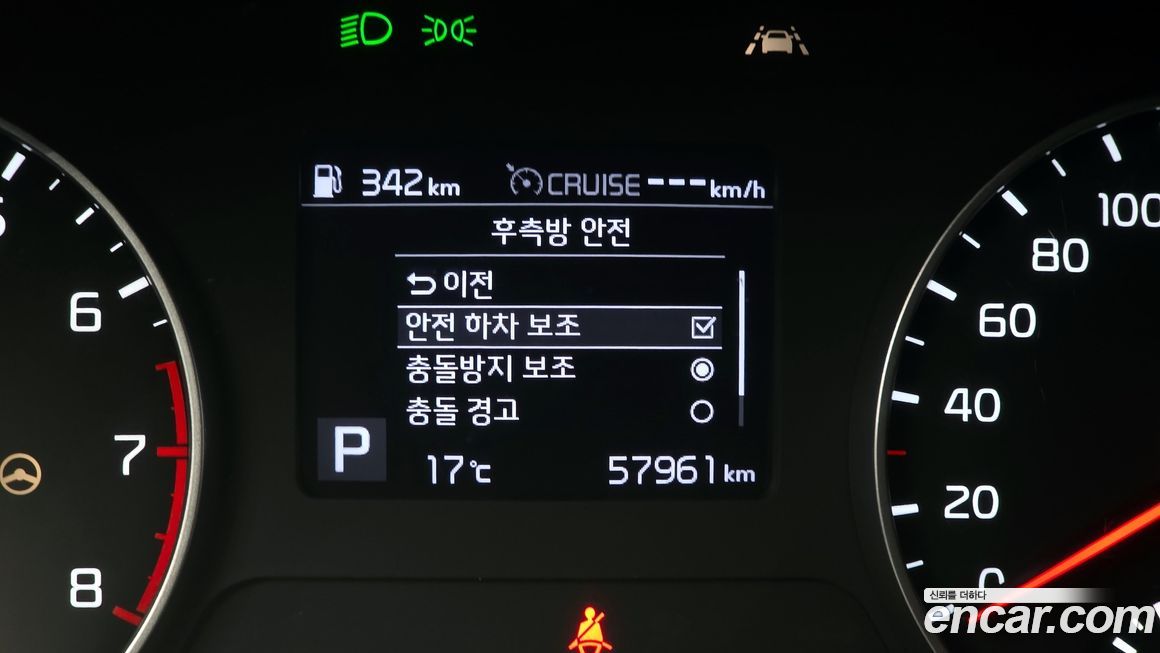 342 km CRUISE --- km/h
후측방 안전
이전
안전 하차 보조
충돌방지 보조
충돌 경고
P
17℃ 57961 km
6
7
8
100
80
60
40
20
0
신뢰를 더하다
encar.com